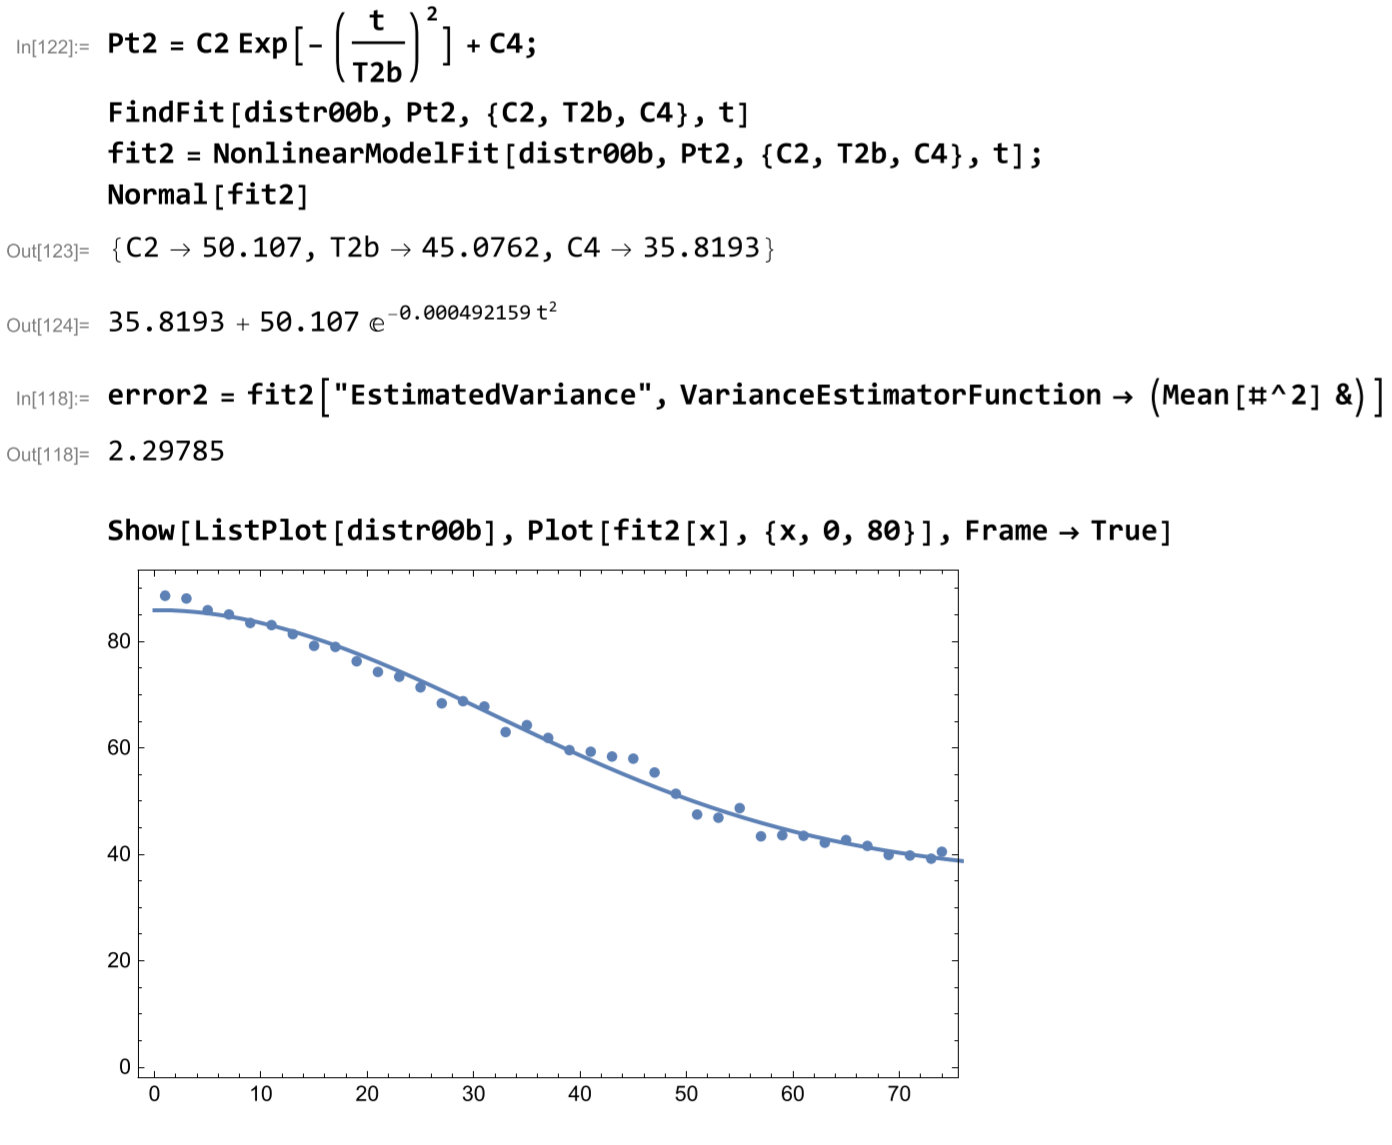 In[122]:= Pt2 = C2 Exp[-(t/T2b)^2] + C4;
FindFit[distr00b, Pt2, {C2, T2b, C4}, t]
fit2 = NonlinearModelFit[distr00b, Pt2, {C2, T2b, C4}, t];
Normal[fit2]
Out[123]= {C2 → 50.107, T2b → 45.0762, C4 → 35.8193}
Out[124]= 35.8193 + 50.107 ⅇ^(-0.000492159 t²)
In[118]:= error2 = fit2["EstimatedVariance", VarianceEstimatorFunction → (Mean[#^2] &)]
Out[118]= 2.29785
Show[ListPlot[distr00b], Plot[fit2[x], {x, 0, 80}], Frame → True]
80
60
40
20
0
0 10 20 30 40 50 60 70